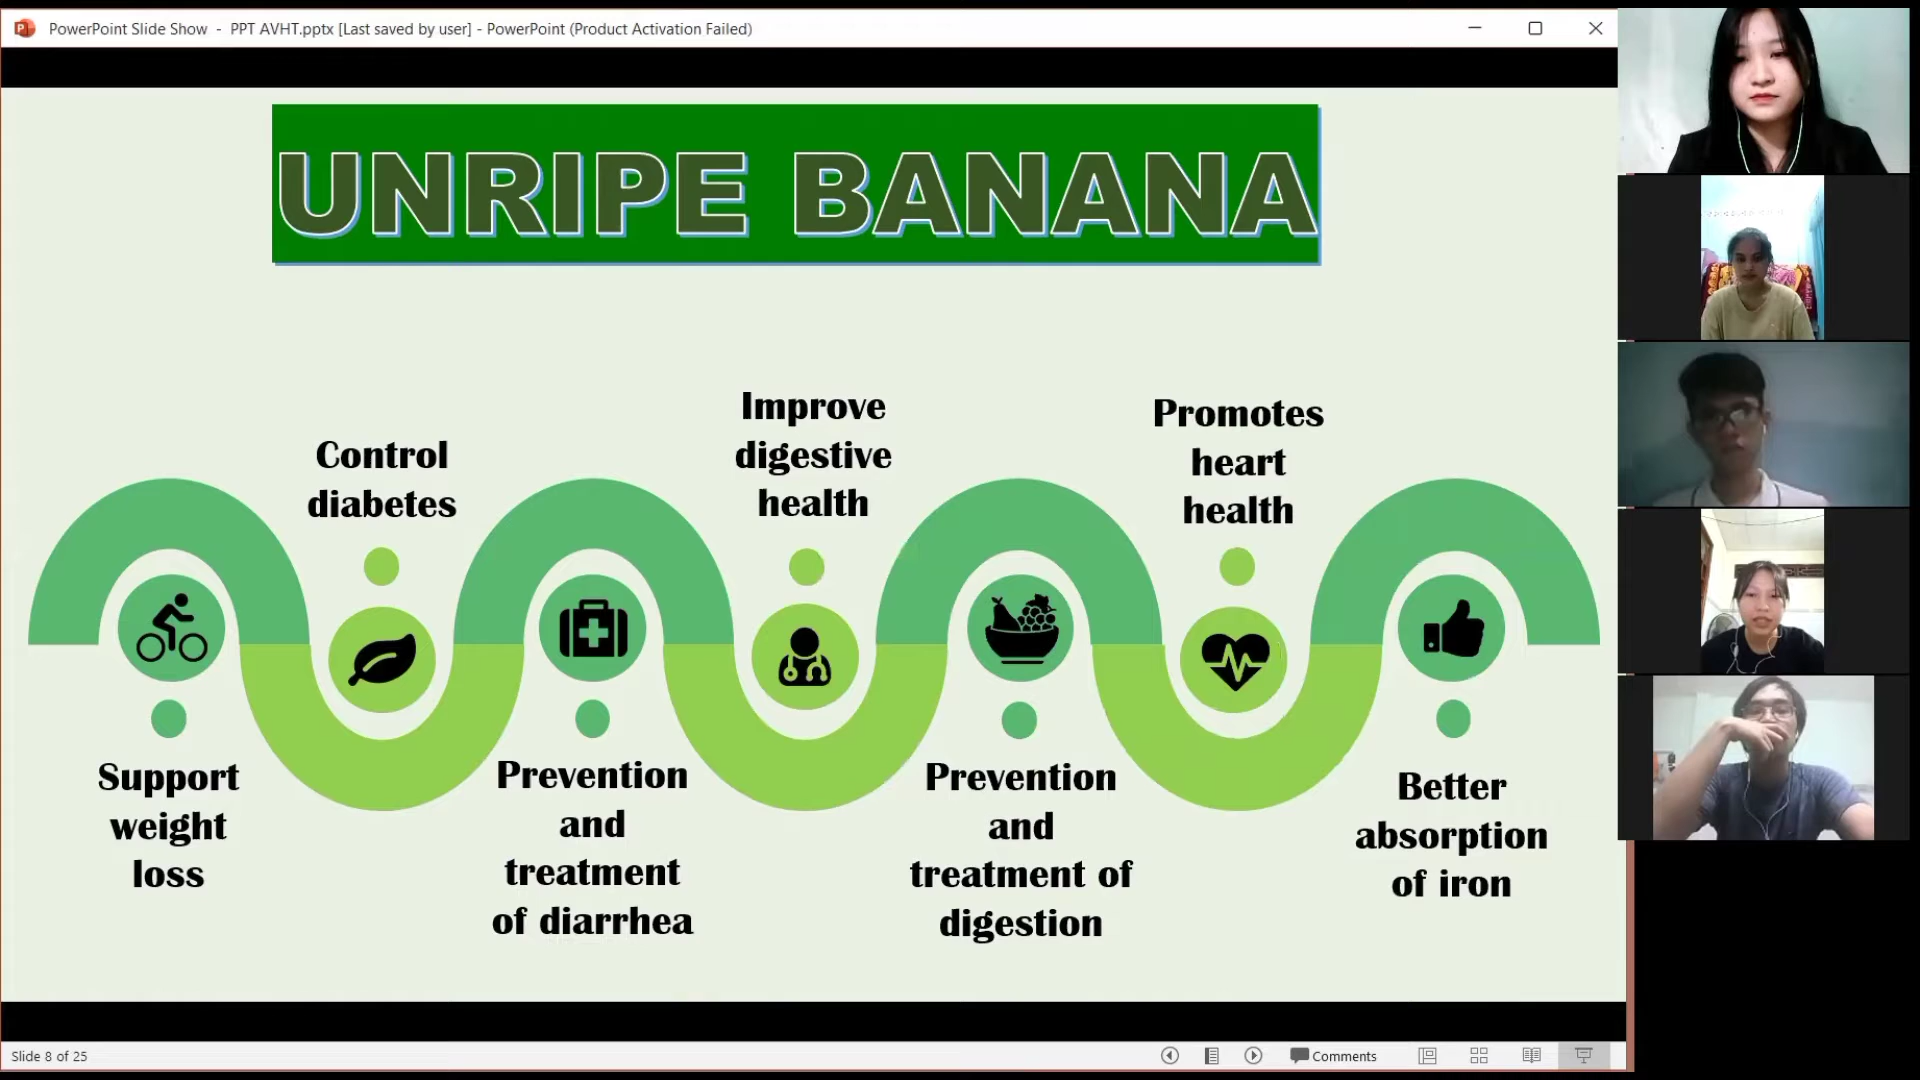 PowerPoint Slide Show - PPT AVHT.pptx [Last saved by user] - PowerPoint (Product Activation Failed)
UNRIPE BANANA
Support
weight
loss
Control
diabetes
Prevention
and
treatment
of diarrhea
Improve
digestive
health
Prevention
and
treatment of
digestion
Promotes
heart
health
Better
absorption
of iron
Slide 8 of 25
Comments